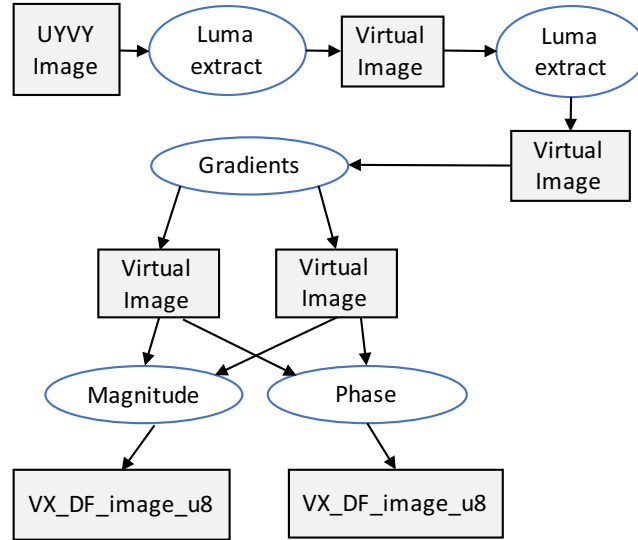 UYVY
Image
Luma
extract
Virtual
Image
Luma
extract
Virtual
Image
Gradients
Virtual
Image
Virtual
Image
Magnitude
Phase
VX_DF_image_u8
VX_DF_image_u8